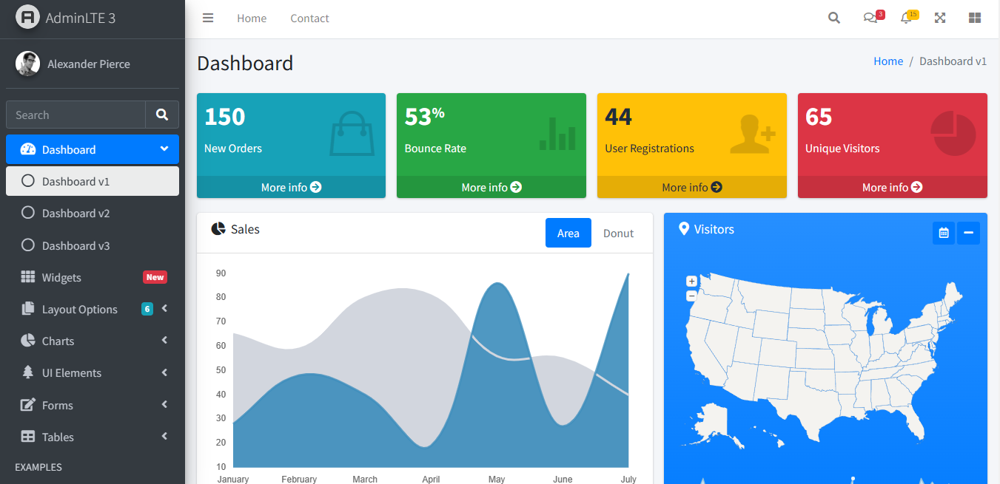 AdminLTE 3
Home
Contact
3
15
Alexander Pierce
Search
Dashboard
Dashboard v1
Dashboard v2
Dashboard v3
Widgets
New
Layout Options
6
Charts
UI Elements
Forms
Tables
EXAMPLES
Dashboard
Home / Dashboard v1
150
New Orders
More info
53%
Bounce Rate
More info
44
User Registrations
More info
65
Unique Visitors
More info
Sales
Area
Donut
90
80
70
60
50
40
30
20
10
January February March April May June July
Visitors
+
−